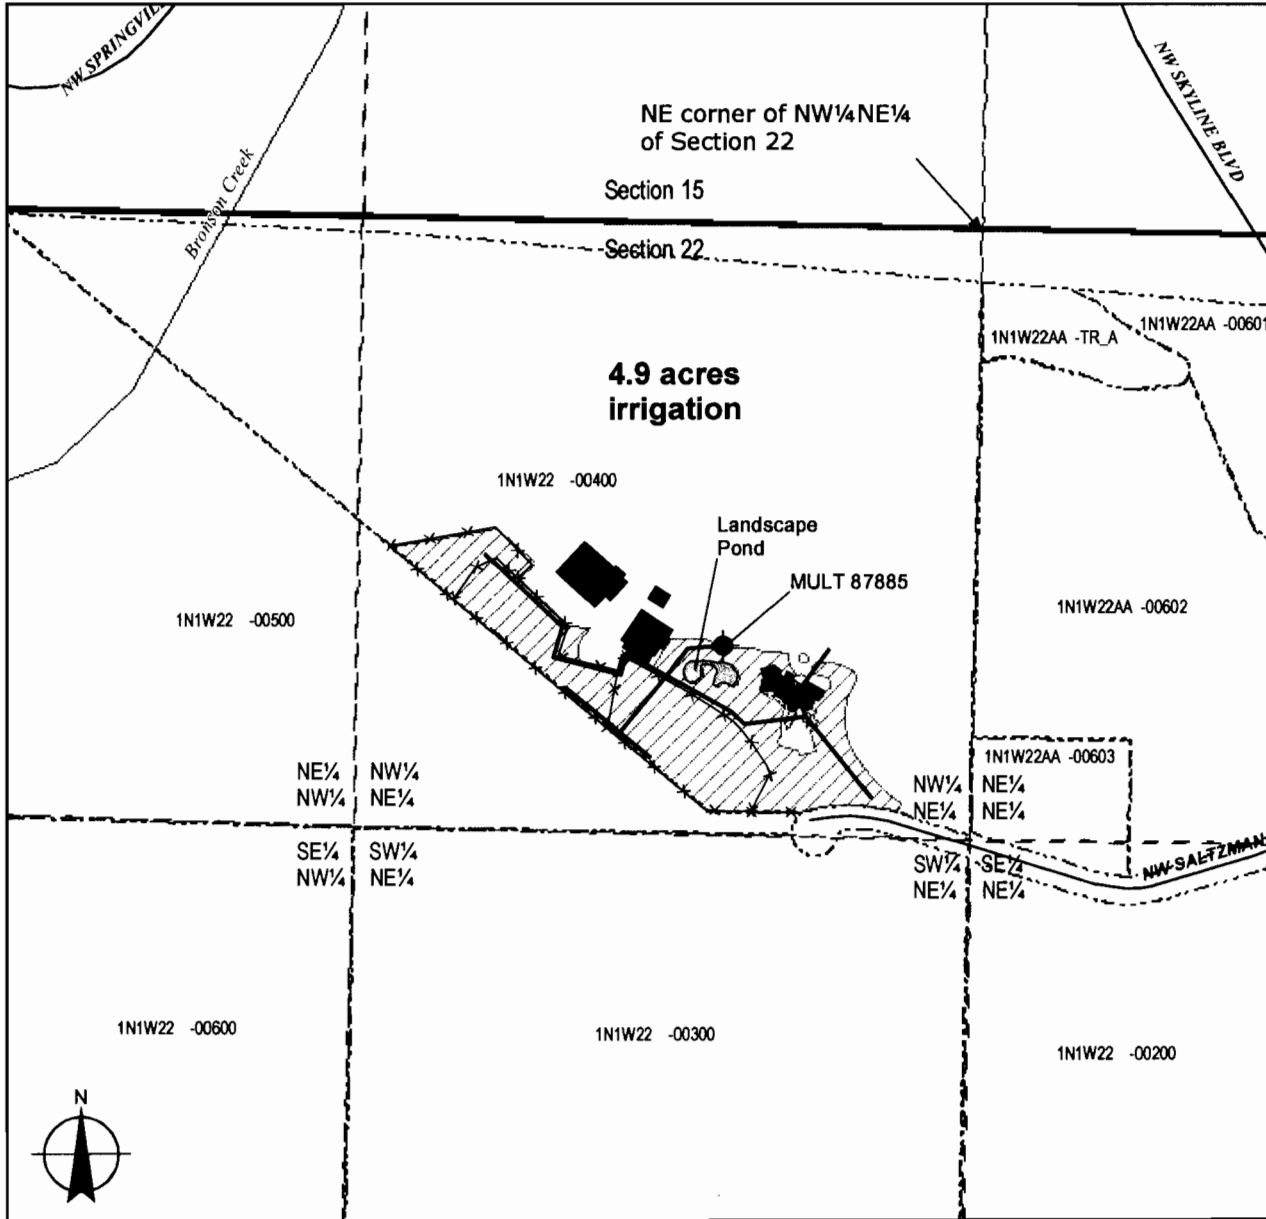 NW SKYLINE BLVD
NE corner of NW¼NE¼
of Section 22
Bronson Creek
Section 15
Section 22
1N1W22AA -TR_A
1N1W22AA -00601
4.9 acres
irrigation
1N1W22 -00400
Landscape
Pond
MULT 87885
1N1W22 -00500
1N1W22AA -00602
1N1W22AA -00603
NE¼ NW¼
NW¼ NE¼
NW¼ NE¼
NE¼ NE¼
SE¼ SW¼
NW¼ NE¼
SW¼ SE¼
NE¼ NE¼
NW SALTZMAN
1N1W22 -00600
1N1W22 -00300
1N1W22 -00200
N